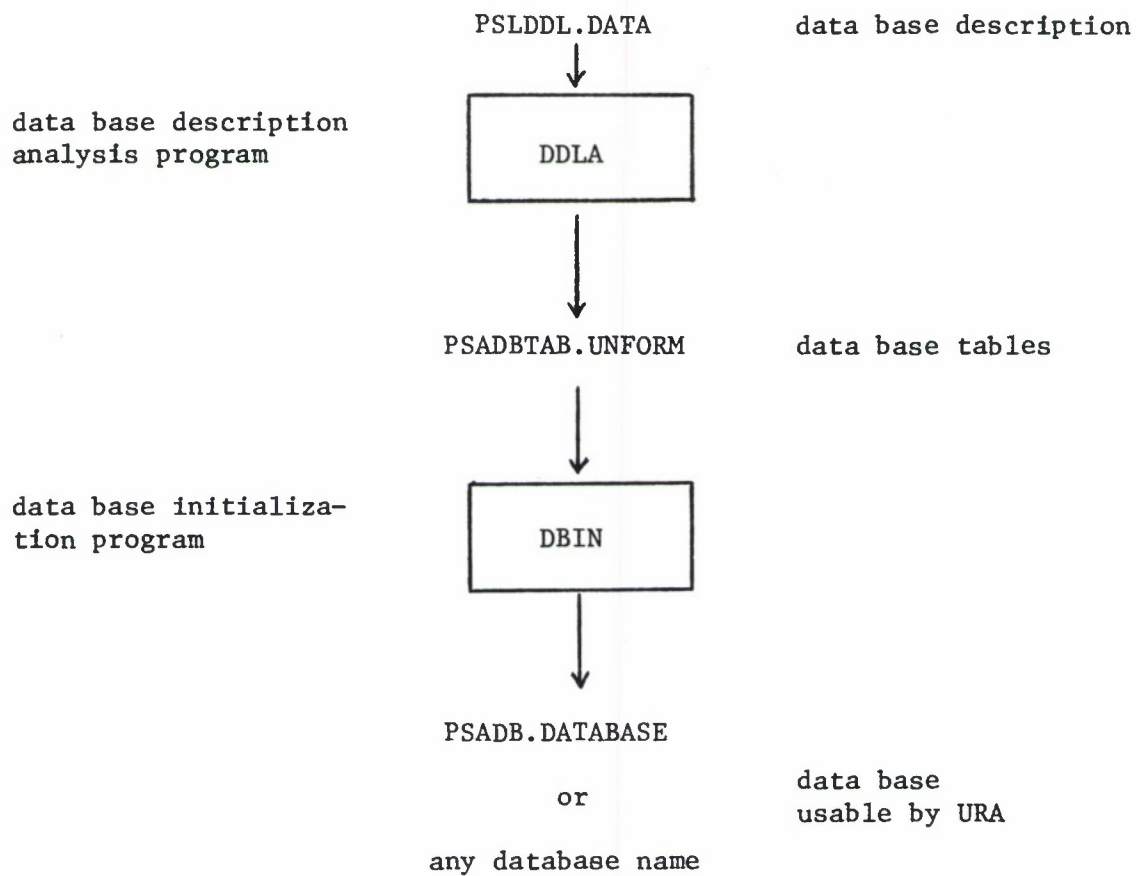 PSLDDL.DATA data base description
data base description
analysis program
DDLA
PSADBTAB.UNFORM data base tables
data base initializa-
tion program
DBIN
PSADB.DATABASE
or
data base
usable by URA
any database name